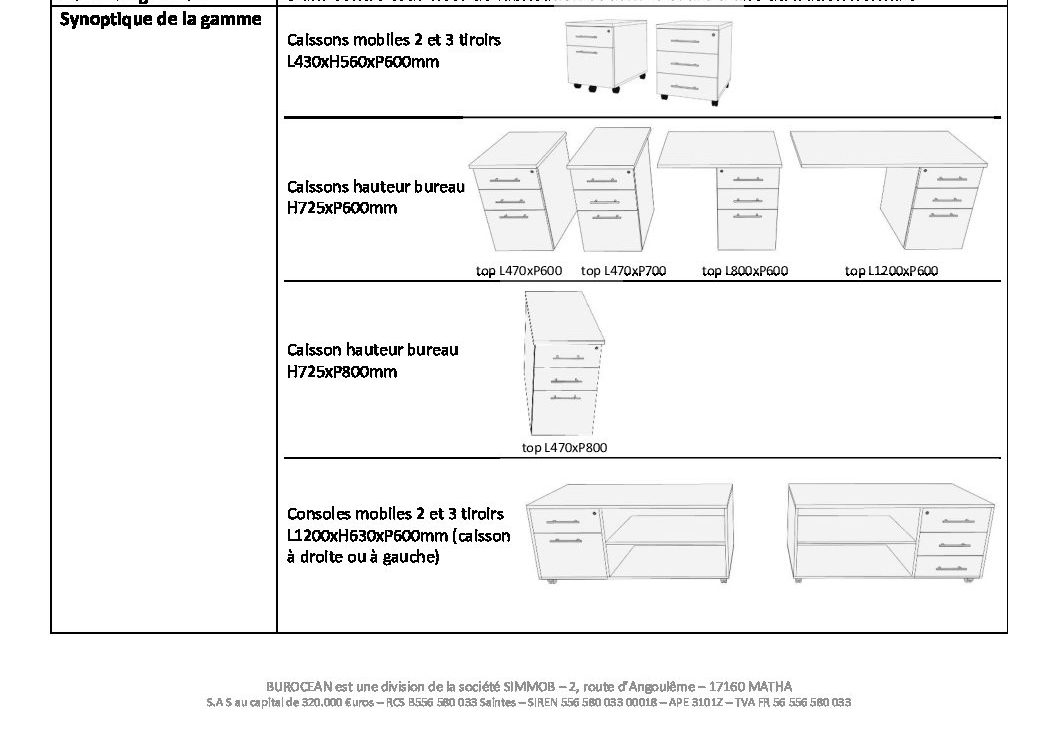 Synoptique de la gamme
Caissons mobiles 2 et 3 tiroirs
L430xH560xP600mm
Caissons hauteur bureau
H725xP600mm
top L470xP600 top L470xP700 top L800xP600 top L1200xP600
Caisson hauteur bureau
H725xP800mm
top L470xP800
Consoles mobiles 2 et 3 tiroirs
L1200xH630xP600mm (caisson
à droite ou à gauche)
BUROCEAN est une division de la société SIMMOB – 2, route d'Angoulême – 17160 MATHA
S.A S au capital de 320.000 €uros – RCS B556 580 033 Saintes – SIREN 556 580 033 00018 – APE 3101Z – TVA FR 56 556 580 033